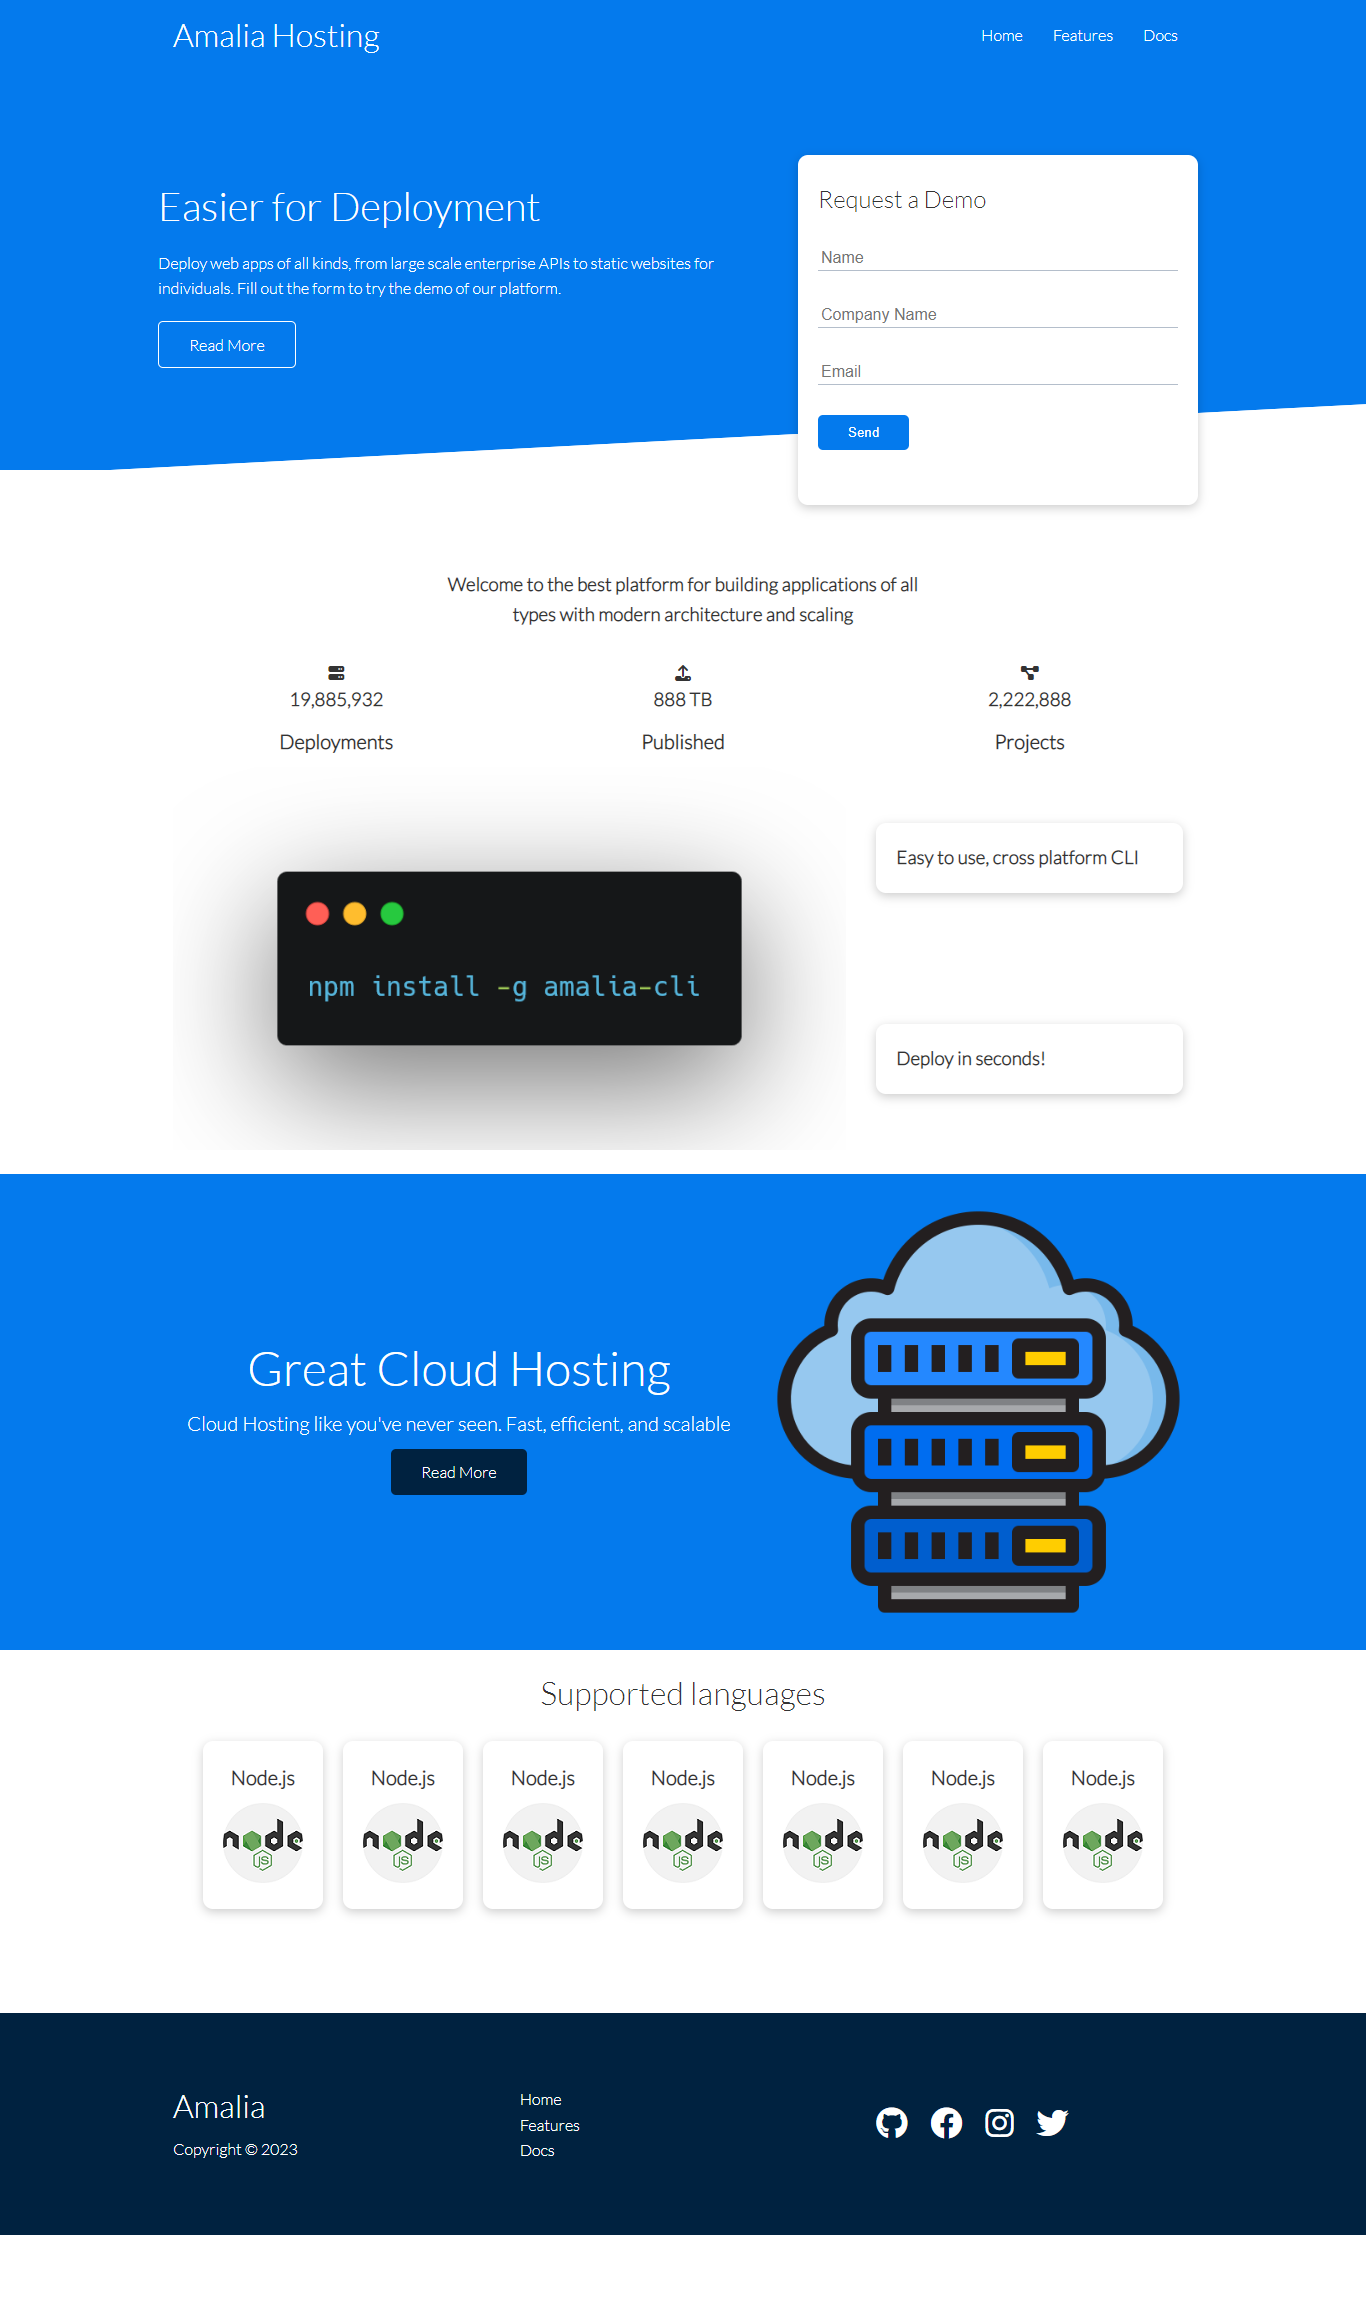 Amalia Hosting
Home
Features
Docs
Easier for Deployment
Deploy web apps of all kinds, from large scale enterprise APIs to static websites for
individuals. Fill out the form to try the demo of our platform.
Read More
Request a Demo
Name
Company Name
Email
Send
Welcome to the best platform for building applications of all
types with modern architecture and scaling
19,885,932
Deployments
888 TB
Published
2,222,888
Projects
npm install -g amalia-cli
Easy to use, cross platform CLI
Deploy in seconds!
Great Cloud Hosting
Cloud Hosting like you've never seen. Fast, efficient, and scalable
Read More
Supported languages
Node.js
node
JS
Node.js
node
JS
Node.js
node
JS
Node.js
node
JS
Node.js
node
JS
Node.js
node
JS
Node.js
node
JS
Amalia
Copyright © 2023
Home
Features
Docs